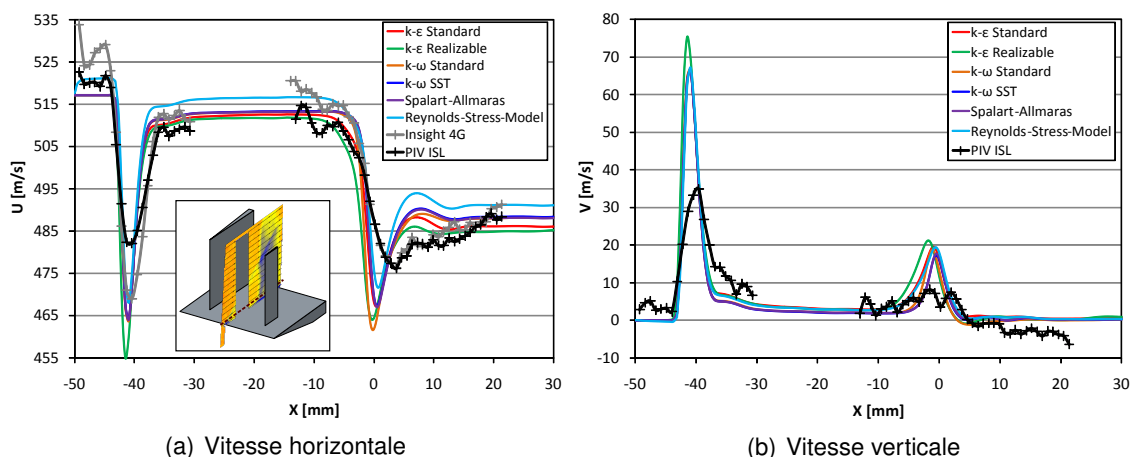 535
525
515
505
495
485
475
465
455
U [m/s]
-50 -40 -30 -20 -10 0 10 20 30
X [mm]
k-ε Standard
k-ε Realizable
k-ω Standard
k-ω SST
Spalart-Allmaras
Reynolds-Stress-Model
Insight 4G
PIV ISL
(a) Vitesse horizontale
80
70
60
50
40
30
20
10
0
-10
V [m/s]
-50 -40 -30 -20 -10 0 10 20 30
X [mm]
k-ε Standard
k-ε Realizable
k-ω Standard
k-ω SST
Spalart-Allmaras
Reynolds-Stress-Model
PIV ISL
(b) Vitesse verticale